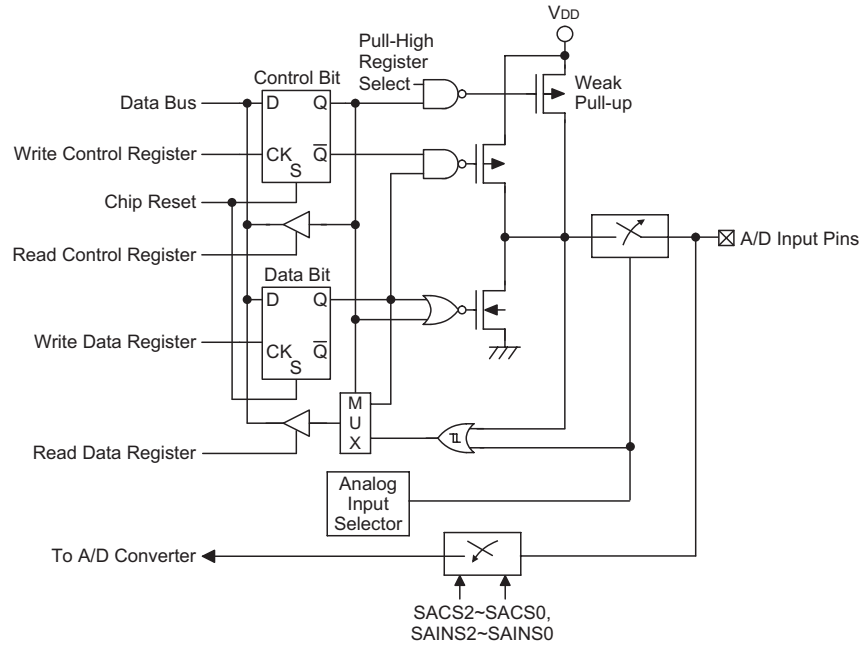 VDD
Pull-High
Register
Select
Weak
Pull-up
Control Bit
Data Bus
D
Q
Write Control Register
CK
Q
S
Chip Reset
Read Control Register
Data Bit
D
Q
Write Data Register
CK
Q
S
M
U
X
Read Data Register
A/D Input Pins
Analog
Input
Selector
To A/D Converter
SACS2~SACS0,
SAINS2~SAINS0